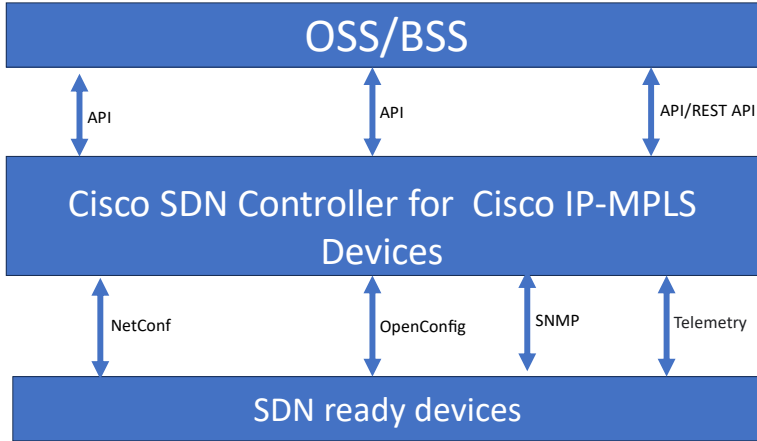 OSS/BSS
API
API
API/REST API
Cisco SDN Controller for  Cisco IP-MPLS
Devices
NetConf
OpenConfig
SNMP
Telemetry
SDN ready devices